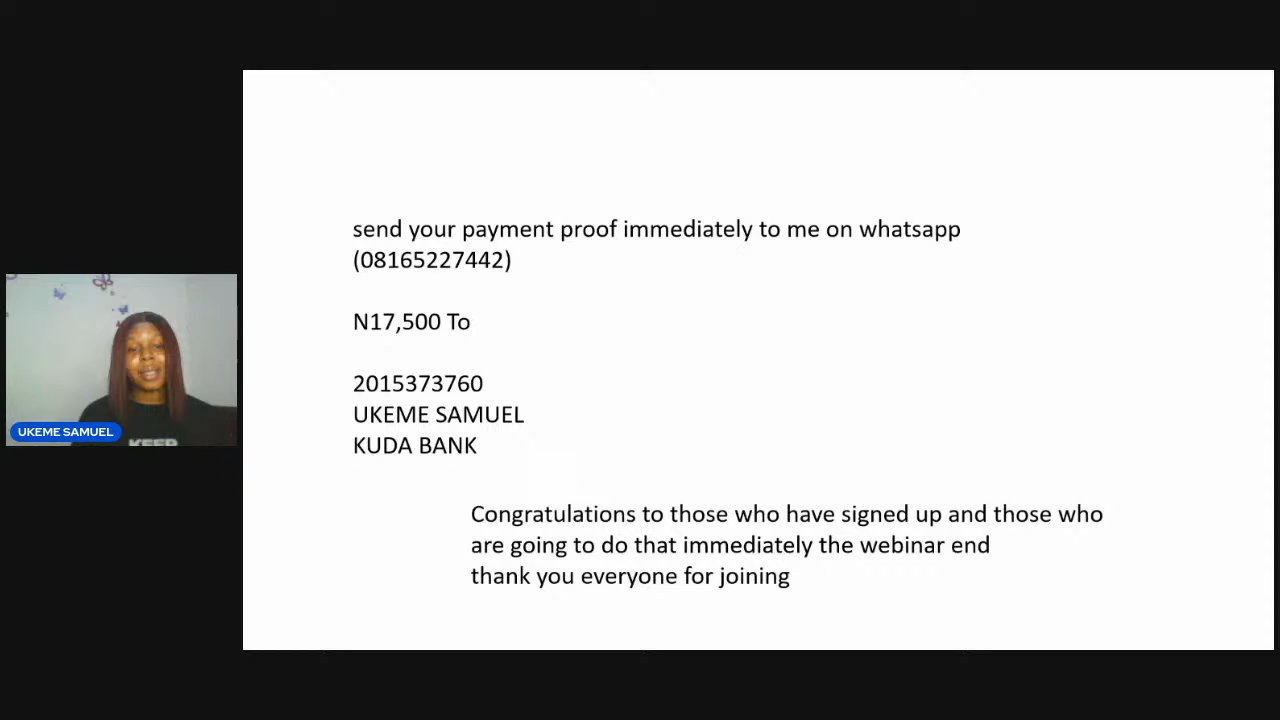 send your payment proof immediately to me on whatsapp
(08165227442)
N17,500 To
2015373760
UKEME SAMUEL
KUDA BANK
Congratulations to those who have signed up and those who
are going to do that immediately the webinar end
thank you everyone for joining
UKEME SAMUEL
KEEP